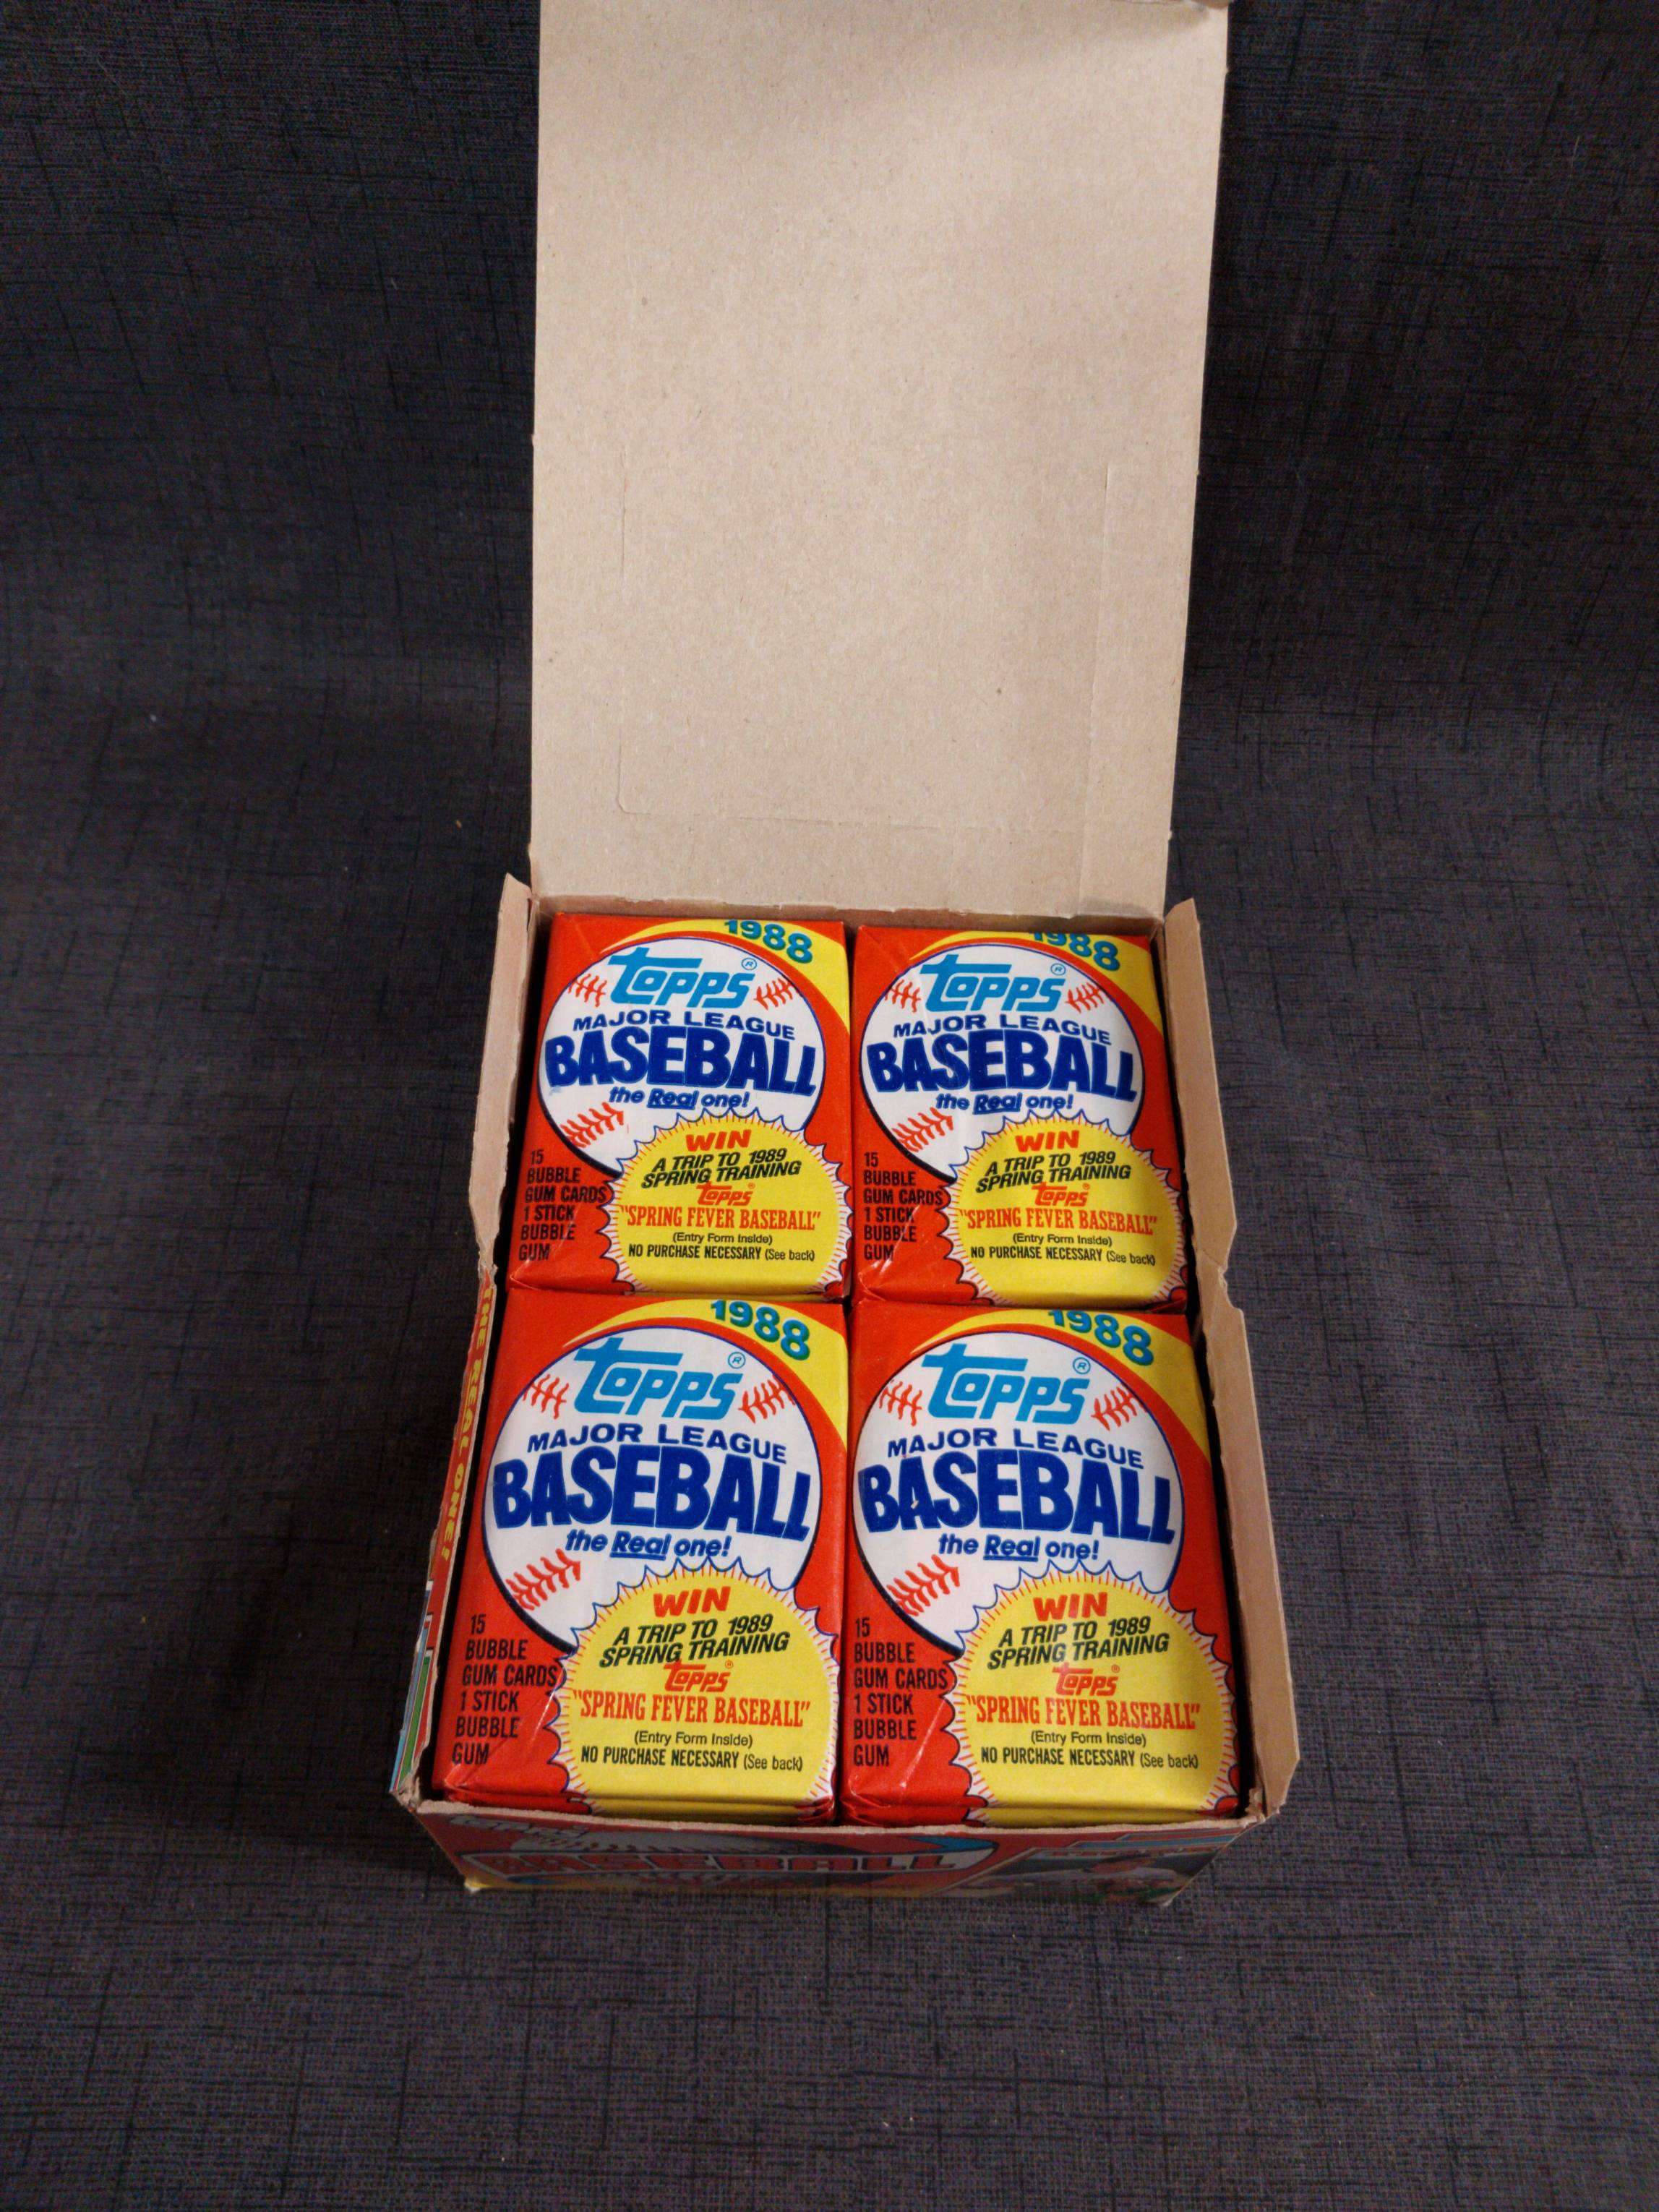 1988
Topps®
MAJOR LEAGUE
BASEBALL
the Real one!
WIN
A TRIP TO 1989
SPRING TRAINING
Topps®
"SPRING FEVER BASEBALL"
(Entry Form Inside)
NO PURCHASE NECESSARY (See back)
15
BUBBLE
GUM CARDS
1 STICK
BUBBLE
GUM
1988
Topps®
MAJOR LEAGUE
BASEBALL
the Real one!
WIN
A TRIP TO 1989
SPRING TRAINING
Topps®
"SPRING FEVER BASEBALL"
(Entry Form Inside)
NO PURCHASE NECESSARY (See back)
15
BUBBLE
GUM CARDS
1 STICK
BUBBLE
GUM
1988
Topps®
MAJOR LEAGUE
BASEBALL
the Real one!
WIN
A TRIP TO 1989
SPRING TRAINING
Topps®
"SPRING FEVER BASEBALL"
(Entry Form Inside)
NO PURCHASE NECESSARY (See back)
15
BUBBLE
GUM CARDS
1 STICK
BUBBLE
GUM
1988
Topps®
MAJOR LEAGUE
BASEBALL
the Real one!
WIN
A TRIP TO 1989
SPRING TRAINING
Topps®
"SPRING FEVER BASEBALL"
(Entry Form Inside)
NO PURCHASE NECESSARY (See back)
15
BUBBLE
GUM CARDS
1 STICK
BUBBLE
GUM
THE REAL ONE!
BASEBALL